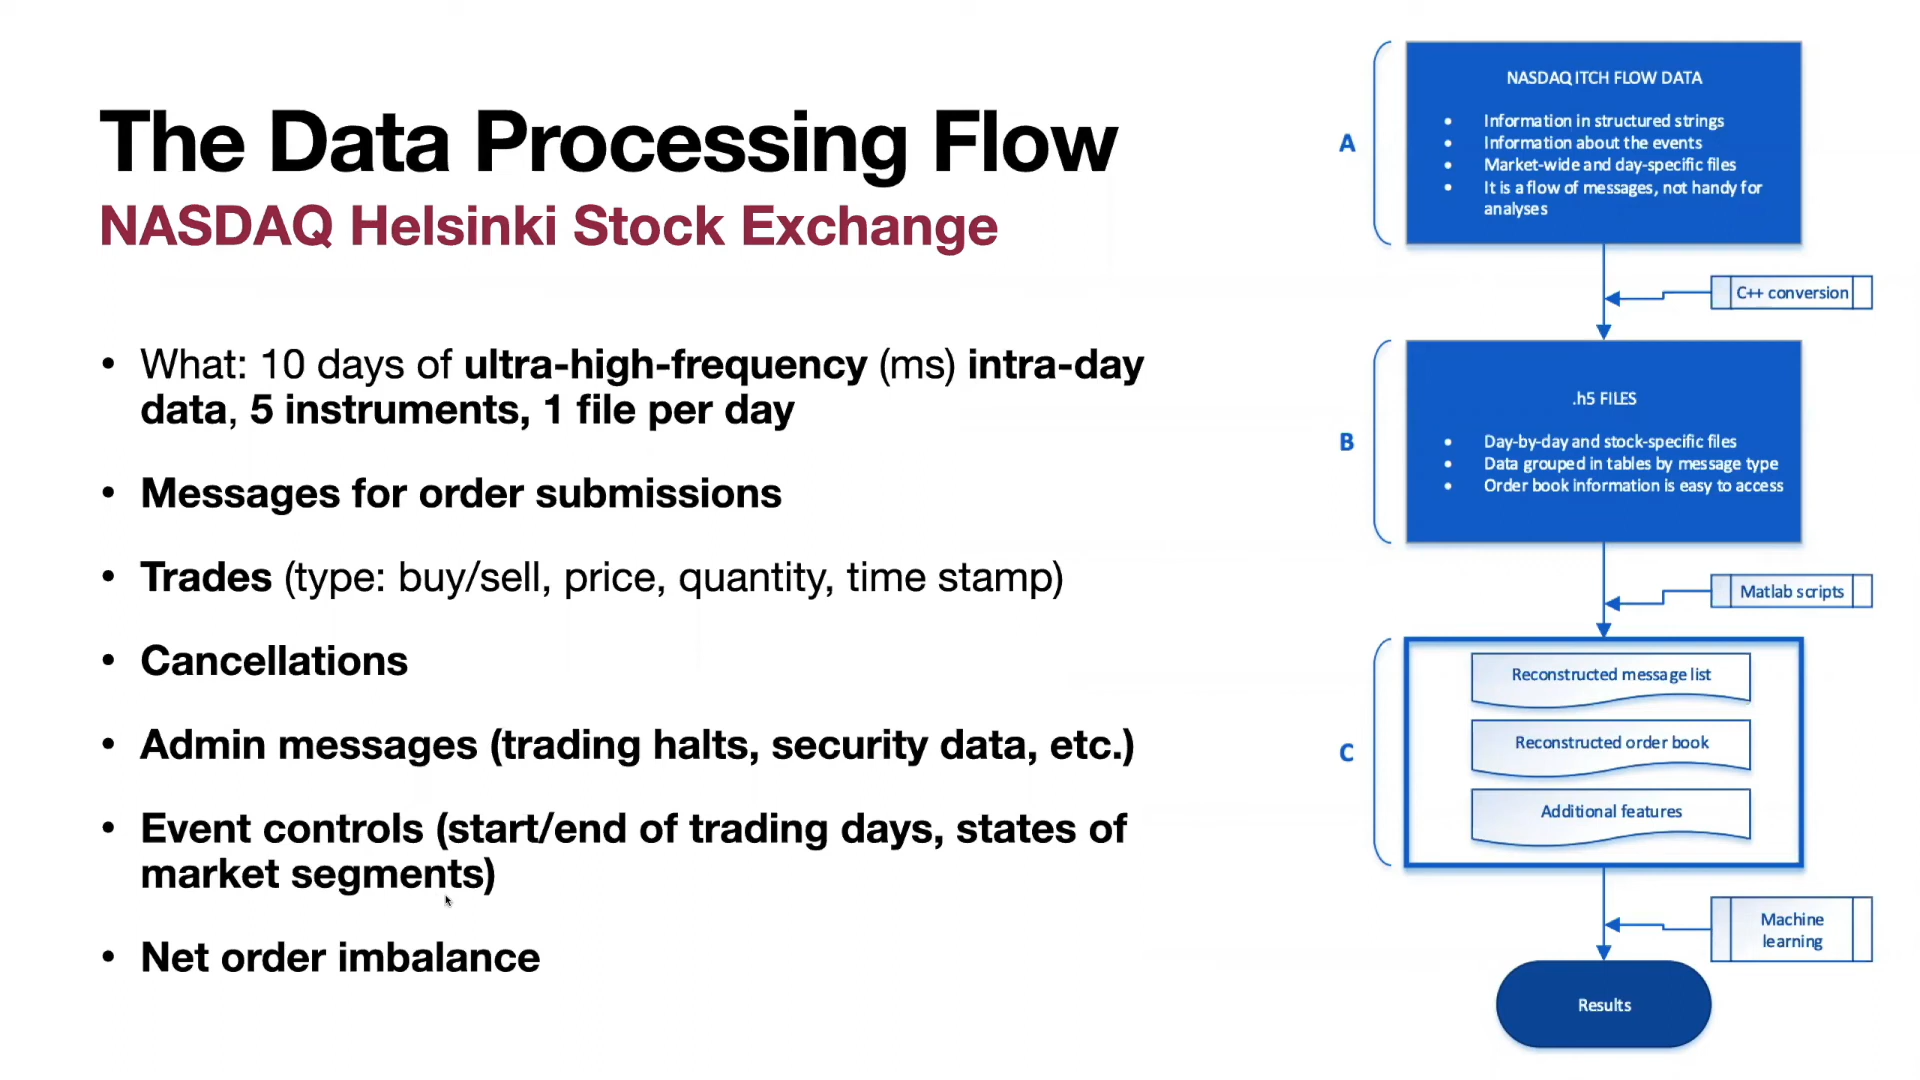 The Data Processing Flow
NASDAQ Helsinki Stock Exchange
• What: 10 days of ultra-high-frequency (ms) intra-day
data, 5 instruments, 1 file per day
• Messages for order submissions
• Trades (type: buy/sell, price, quantity, time stamp)
• Cancellations
• Admin messages (trading halts, security data, etc.)
• Event controls (start/end of trading days, states of
market segments)
• Net order imbalance
A
NASDAQ ITCH FLOW DATA
• Information in structured strings
• Information about the events
• Market-wide and day-specific files
• It is a flow of messages, not handy for
analyses
C++ conversion
B
.h5 FILES
• Day-by-day and stock-specific files
• Data grouped in tables by message type
• Order book information is easy to access
Matlab scripts
C
Reconstructed message list
Reconstructed order book
Additional features
Machine
learning
Results